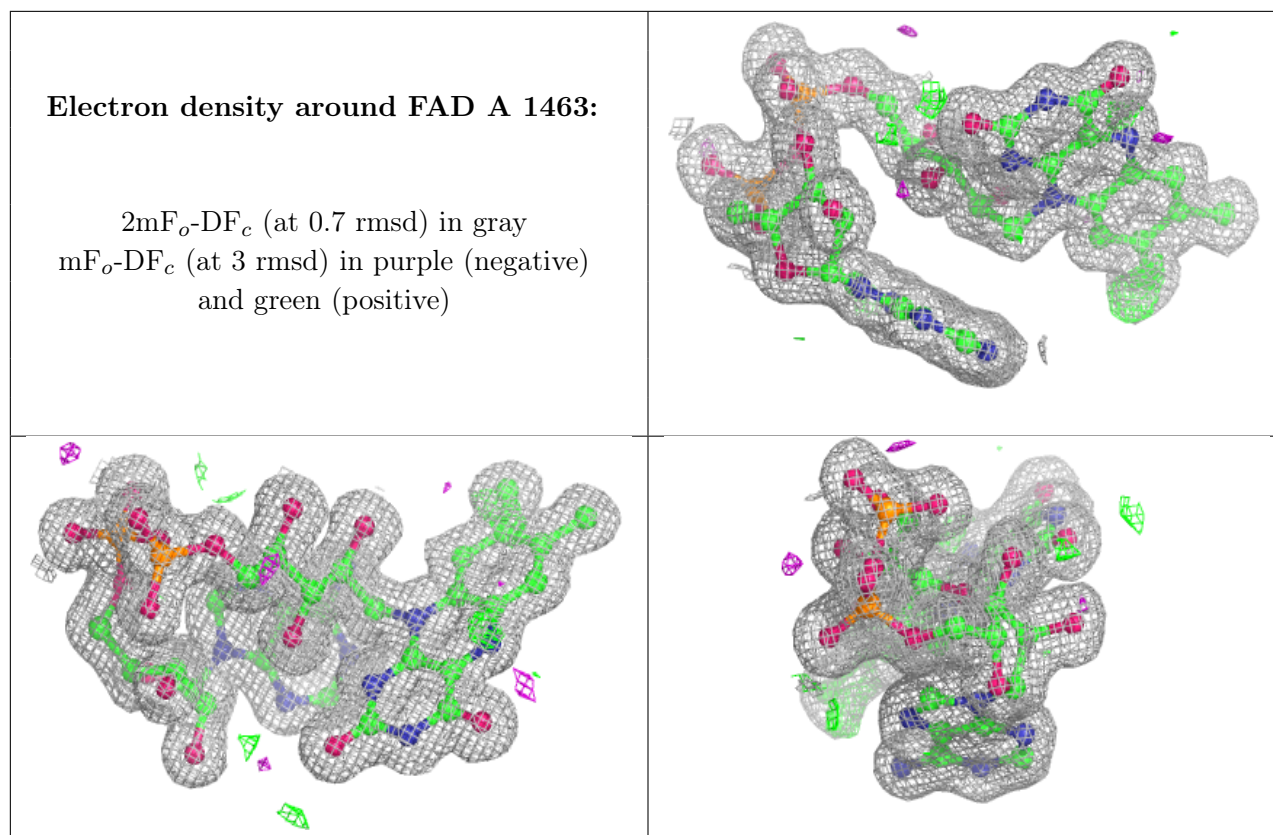 Electron density around FAD A 1463:
2mFo-DFc (at 0.7 rmsd) in gray
mFo-DFc (at 3 rmsd) in purple (negative)
and green (positive)